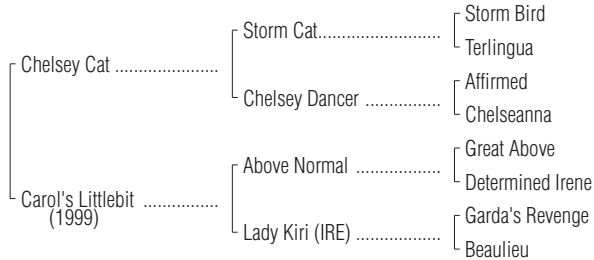 Storm Bird
Storm Cat......................
Terlingua
Chelsey Cat ...................
Affirmed
Chelsey Dancer ..............
Chelseanna
Great Above
Above Normal ................
Determined Irene
Carol's Littlebit ..............
(1999)
Garda's Revenge
Lady Kiri (IRE) ................
Beaulieu